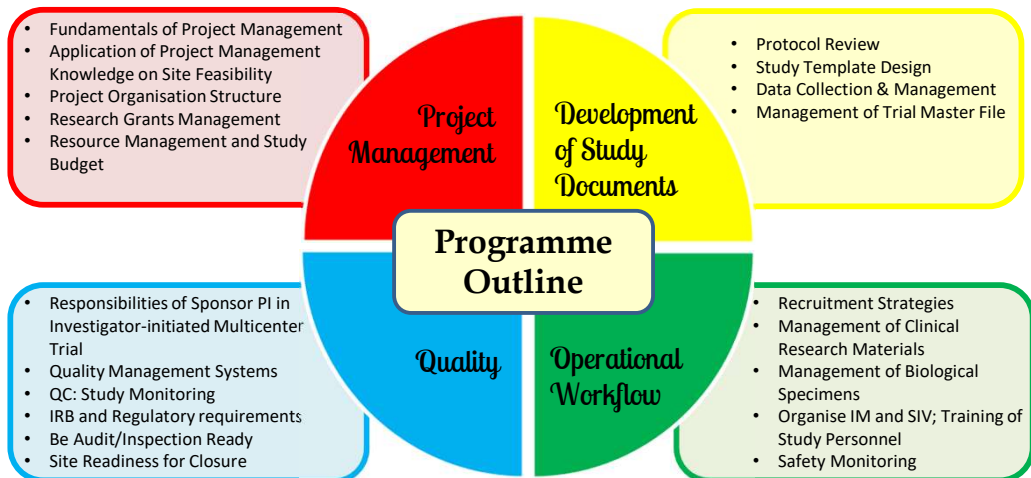 • Fundamentals of Project Management
• Application of Project Management
Knowledge on Site Feasibility
• Project Organisation Structure
• Research Grants Management
• Resource Management and Study
Budget
Project
Management
Development
of Study
Documents
• Protocol Review
• Study Template Design
• Data Collection & Management
• Management of Trial Master File
Programme
Outline
• Responsibilities of Sponsor PI in
Investigator-initiated Multicenter
Trial
• Quality Management Systems
• QC: Study Monitoring
• IRB and Regulatory requirements
• Be Audit/Inspection Ready
• Site Readiness for Closure
Quality
Operational
Workflow
• Recruitment Strategies
• Management of Clinical
Research Materials
• Management of Biological
Specimens
• Organise IM and SIV; Training of
Study Personnel
• Safety Monitoring